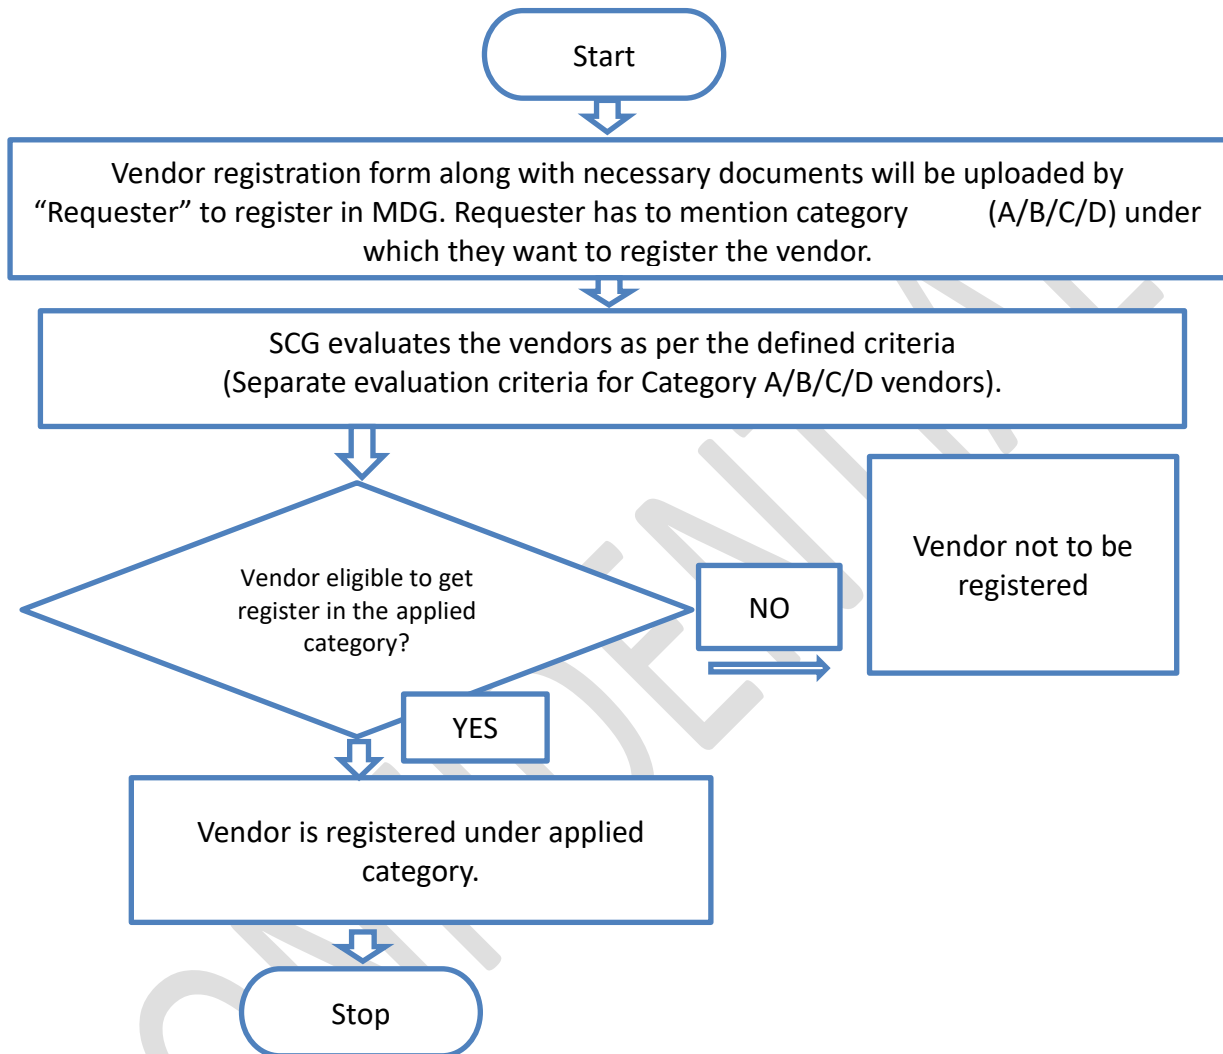 Start
Vendor registration form along with necessary documents will be uploaded by
“Requester” to register in MDG. Requester has to mention category (A/B/C/D) under
which they want to register the vendor.
SCG evaluates the vendors as per the defined criteria
(Separate evaluation criteria for Category A/B/C/D vendors).
Vendor eligible to get
register in the applied
category?
NO
Vendor not to be
registered
YES
Vendor is registered under applied
category.
Stop